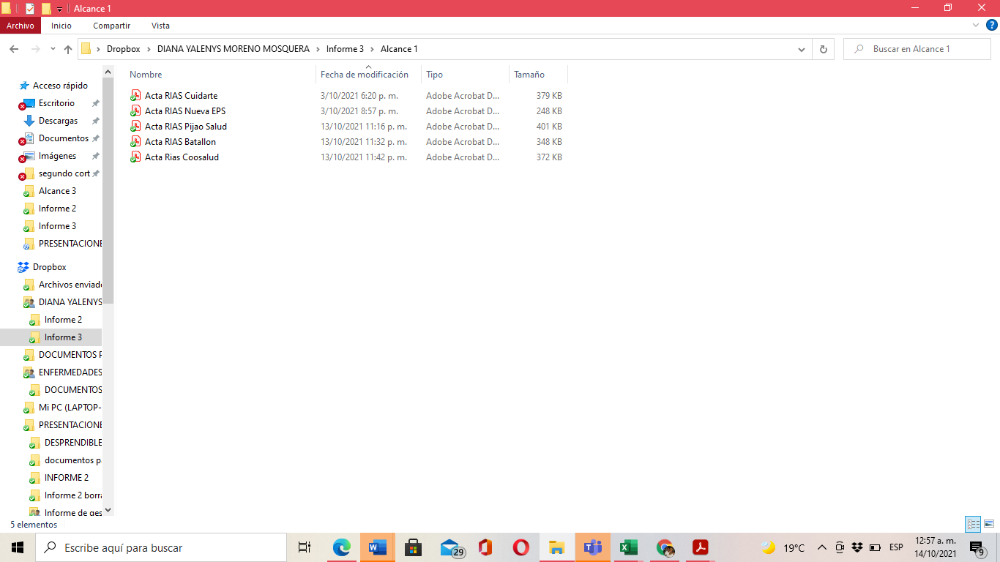 Alcance 1
Archivo Inicio Compartir Vista
Dropbox DIANA YALENYS MORENO MOSQUERA Informe 3 Alcance 1
Buscar en Alcance 1
Nombre Fecha de modificación Tipo Tamaño
Acta RIAS Cuidarte 3/10/2021 6:20 p. m. Adobe Acrobat D... 379 KB
Acta RIAS Nueva EPS 3/10/2021 8:57 p. m. Adobe Acrobat D... 248 KB
Acta RIAS Pijao Salud 13/10/2021 11:16 p. m. Adobe Acrobat D... 401 KB
Acta RIAS Batallon 13/10/2021 11:32 p. m. Adobe Acrobat D... 348 KB
Acta Rias Coosalud 13/10/2021 11:42 p. m. Adobe Acrobat D... 372 KB
Acceso rápido
Escritorio
Descargas
Documentos
Imágenes
segundo cort
Alcance 3
Informe 2
Informe 3
PRESENTACIONE
Dropbox
Archivos enviado
DIANA YALENYS
Informe 2
Informe 3
DOCUMENTOS P
ENFERMEDADES
DOCUMENTOS
Mi PC (LAPTOP-
PRESENTACIONE
DESPRENDIBLE
documentos pa
INFORME 2
Informe 2 borra
Informe de ges
5 elementos
Escribe aquí para buscar
29
19°C
ESP
12:57 a. m.
14/10/2021
9